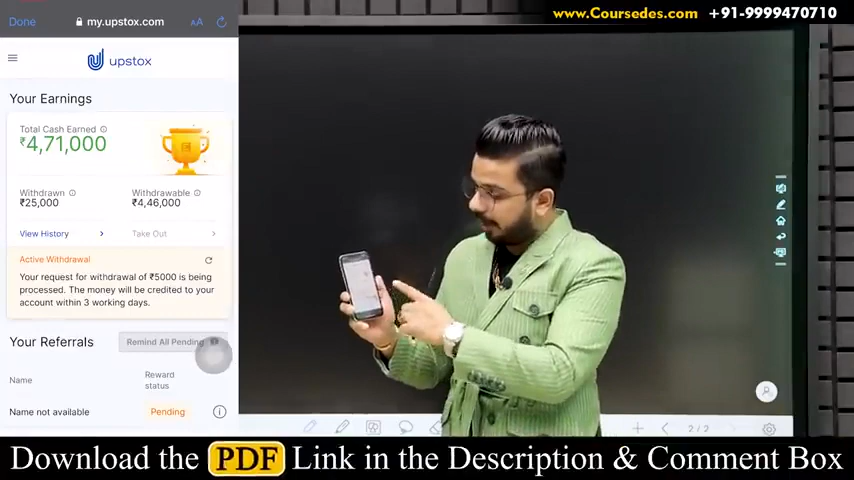 Done
my.upstox.com
AA
www.Coursedes.com +91-9999470710
upstox
Your Earnings
Total Cash Earned
₹4,71,000
Withdrawn
₹25,000
Withdrawable
₹4,46,000
View History
Take Out
Active Withdrawal
Your request for withdrawal of ₹5000 is being
processed. The money will be credited to your
account within 3 working days.
Your Referrals
Remind All Pending
Name
Reward
status
Name not available
Pending
2/2
Download the PDF Link in the Description & Comment Box